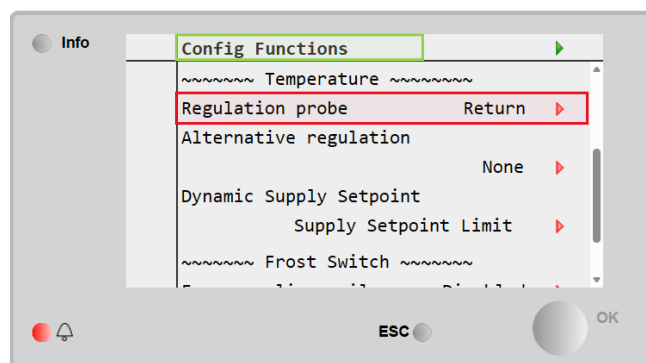 Info
Config Functions
~~~~~~~ Temperature ~~~~~~~
Regulation probe Return
Alternative regulation
None
Dynamic Supply Setpoint
Supply Setpoint Limit
~~~~~~~ Frost Switch ~~~~~~~
ESC
OK